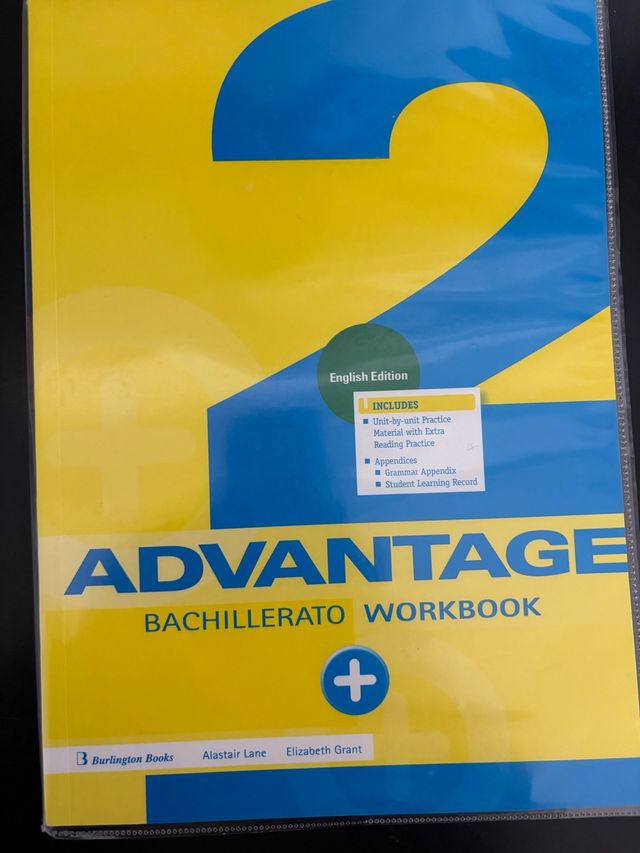 2
English Edition
INCLUDES
■ Unit-by-unit Practice
Material with Extra
Reading Practice
■ Appendices
■ Grammar Appendix
■ Student Learning Record
ADVANTAGE
BACHILLERATO WORKBOOK
+
B Burlington Books Alastair Lane Elizabeth Grant